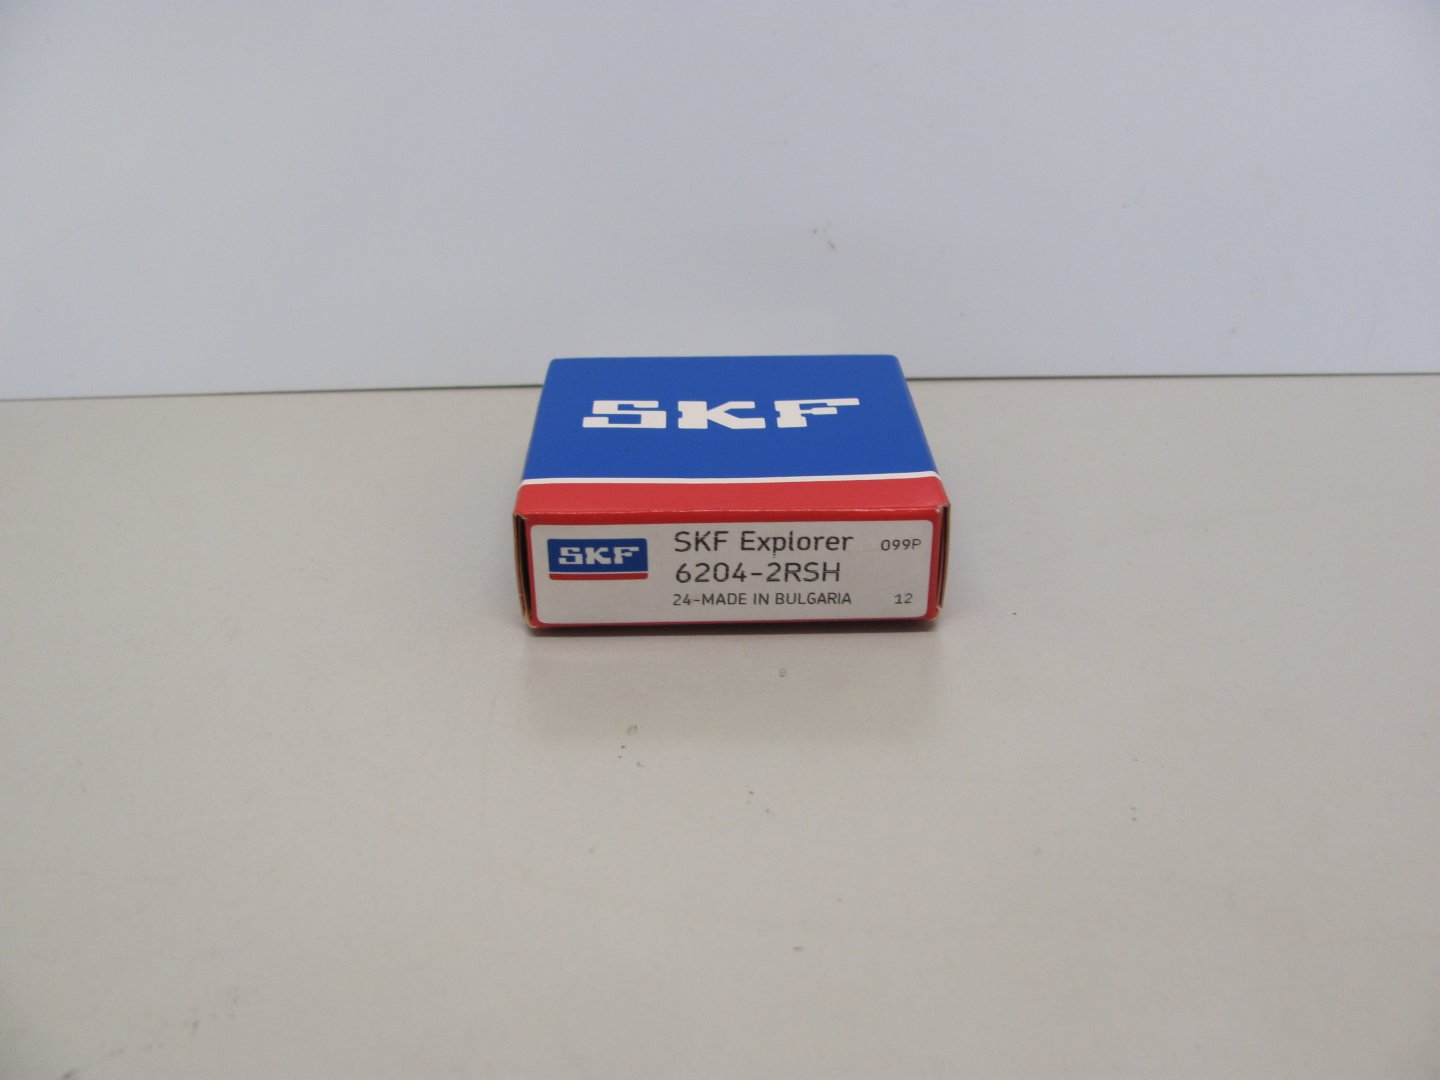 SKF
SKF
SKF Explorer 099P
6204-2RSH
24-MADE IN BULGARIA 12